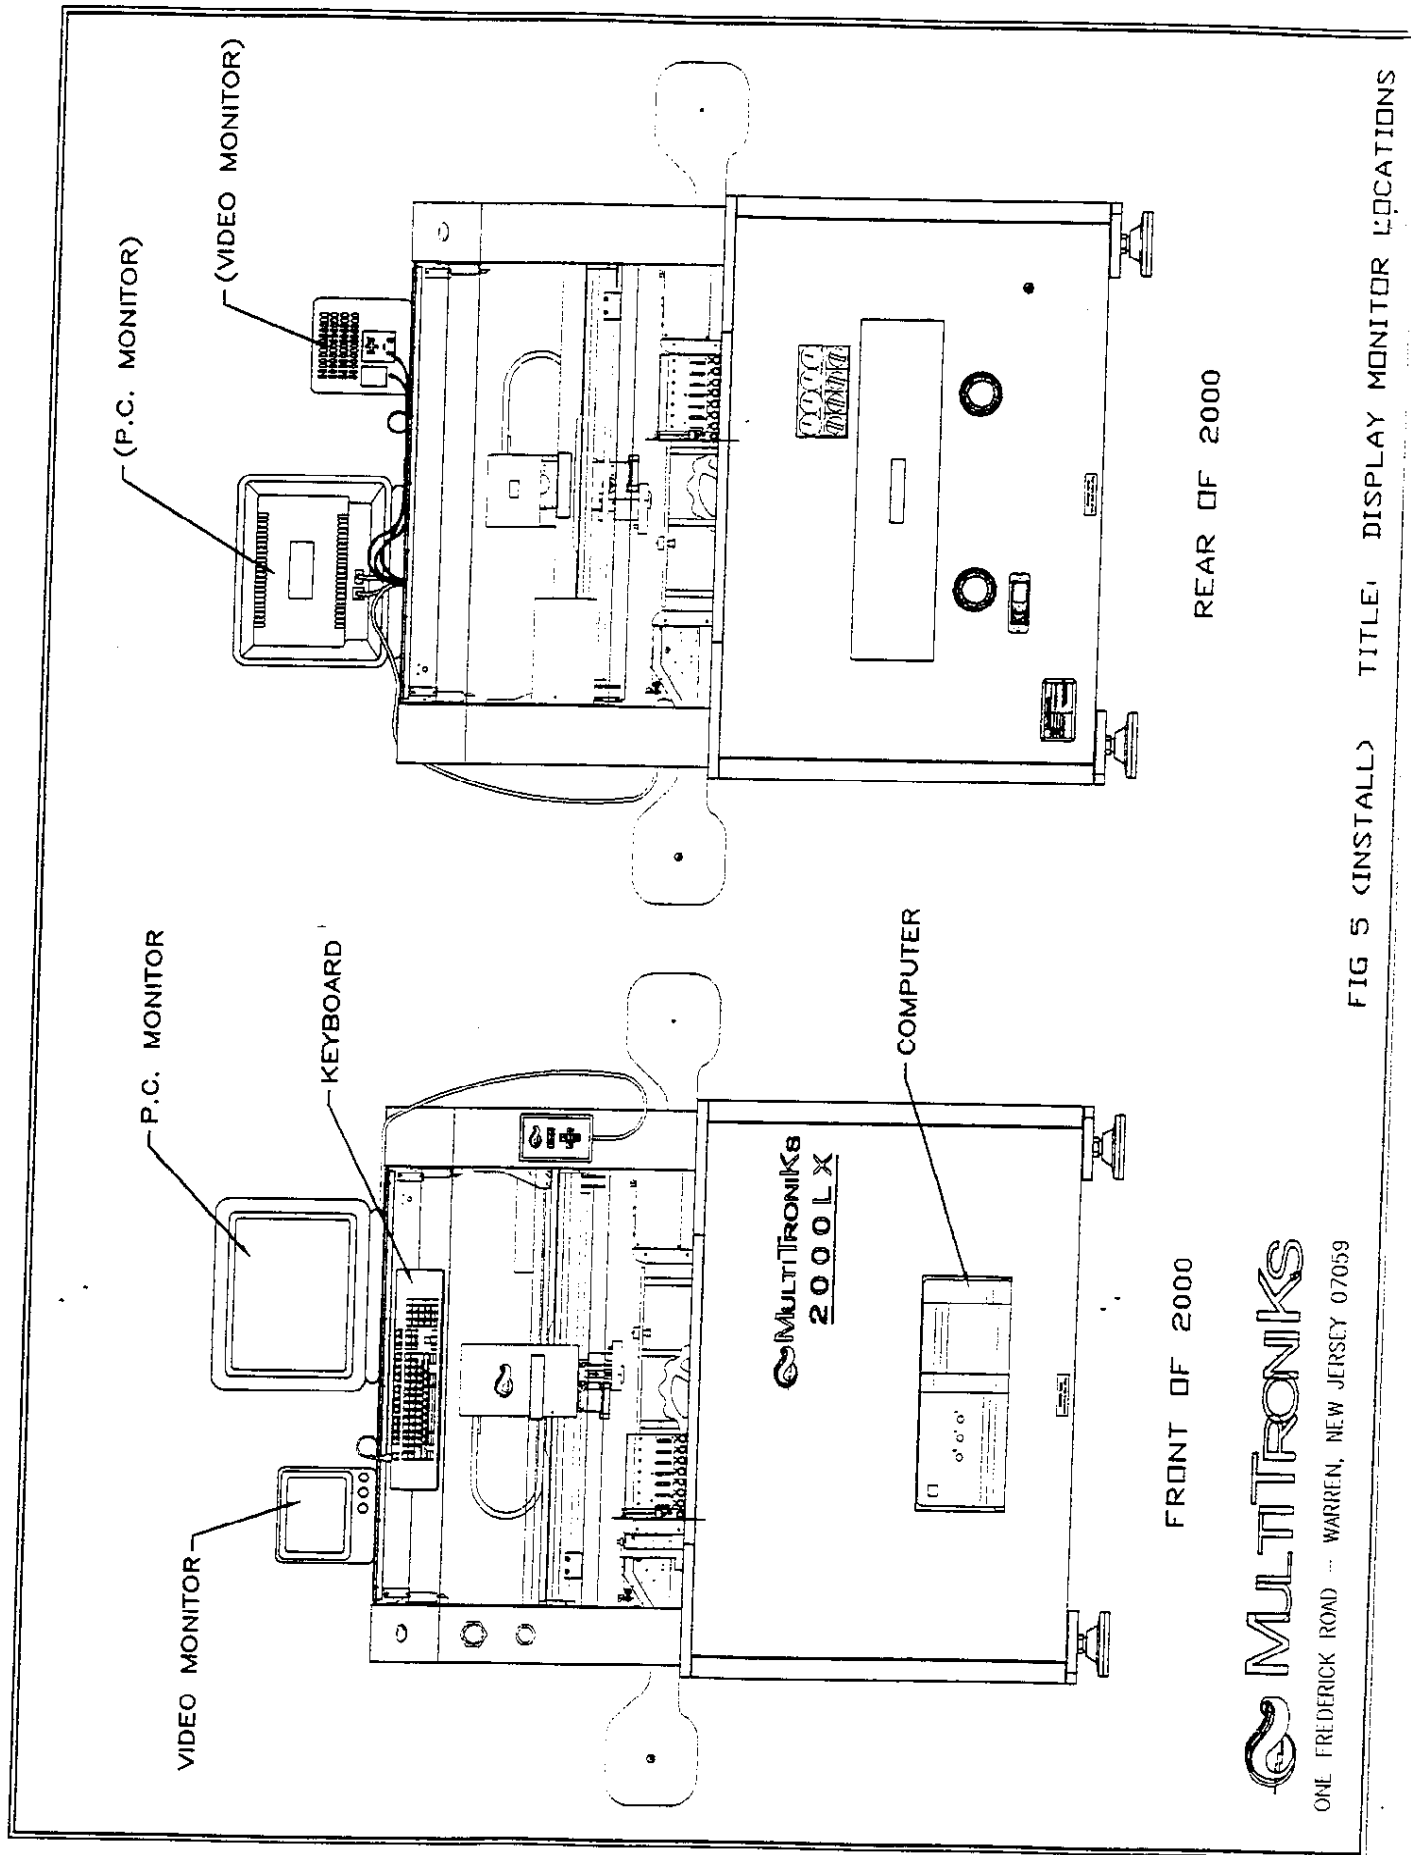 VIDEO MONITOR
P.C. MONITOR
KEYBOARD
COMPUTER
MULTITRONIKS
2000LX
FRONT OF 2000
(P.C. MONITOR)
(VIDEO MONITOR)
REAR OF 2000
MULTITRONIKS
ONE FREDERICK ROAD - WARREN, NEW JERSEY 07059
FIG 5 (INSTALL) TITLE: DISPLAY MONITOR LOCATIONS